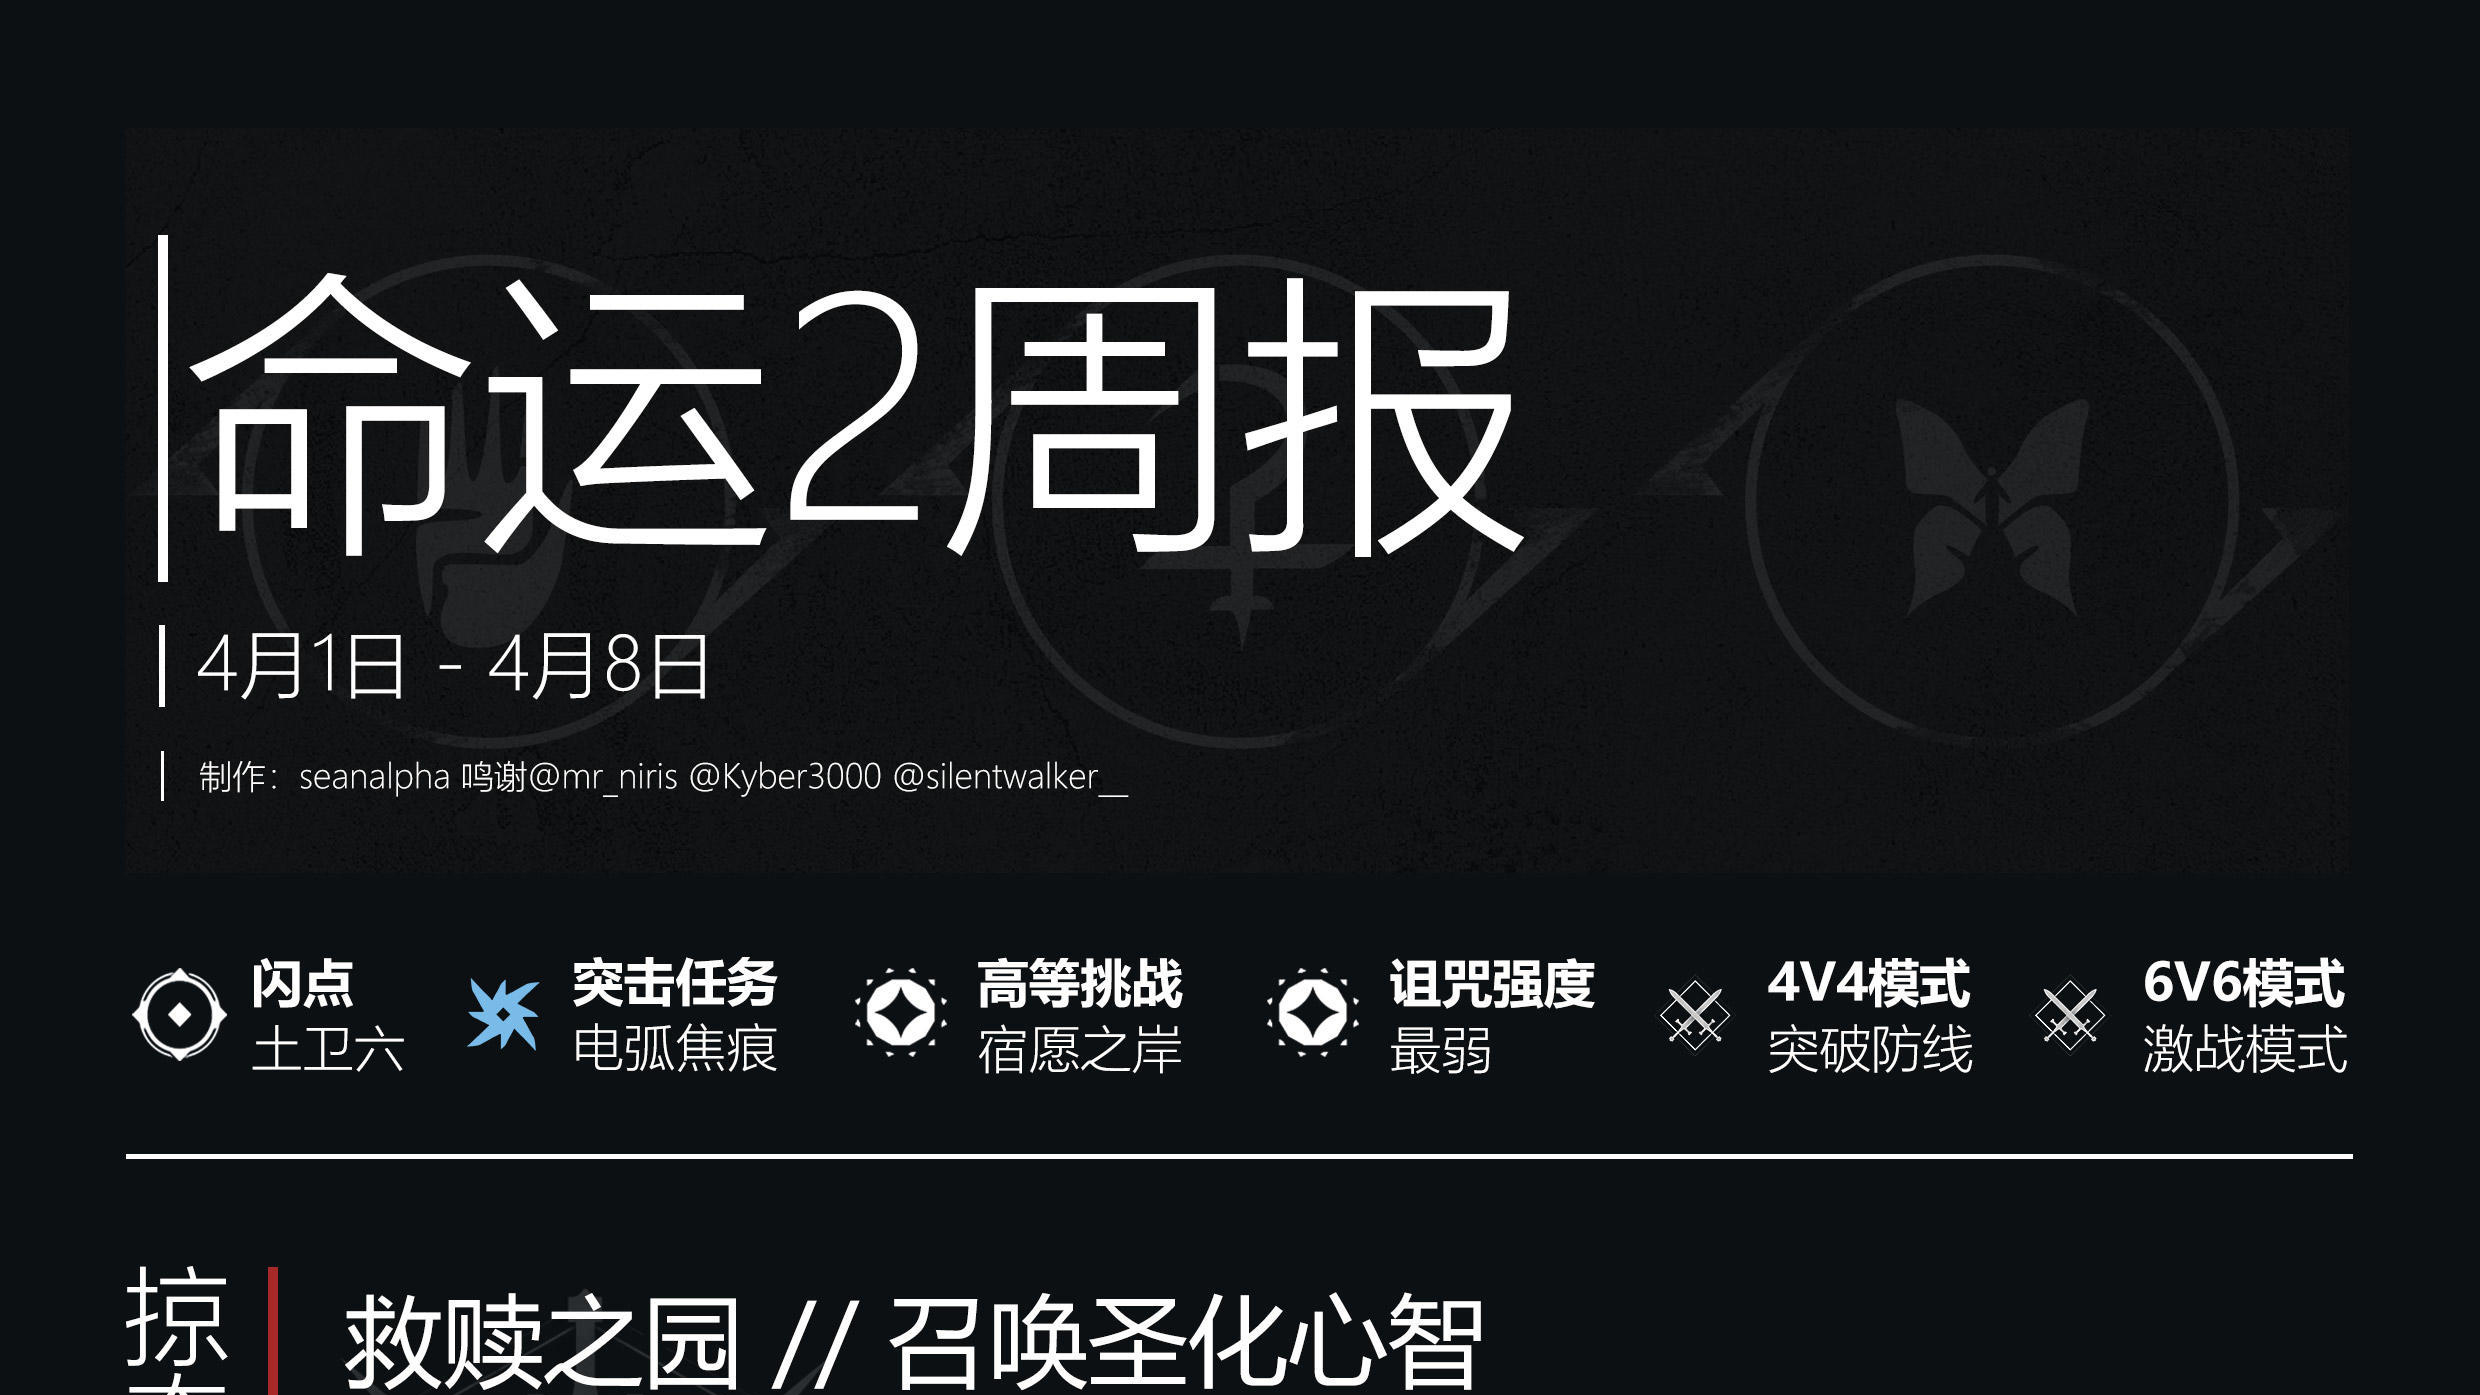 命运2周报
4月1日 - 4月8日
制作：seanalpha 鸣谢@mr_niris @Kyber3000 @silentwalker__
闪点
土卫六
突击任务
电弧焦痕
高等挑战
宿愿之岸
诅咒强度
最弱
4V4模式
突破防线
6V6模式
激战模式
掠
救赎之园 // 召唤圣化心智